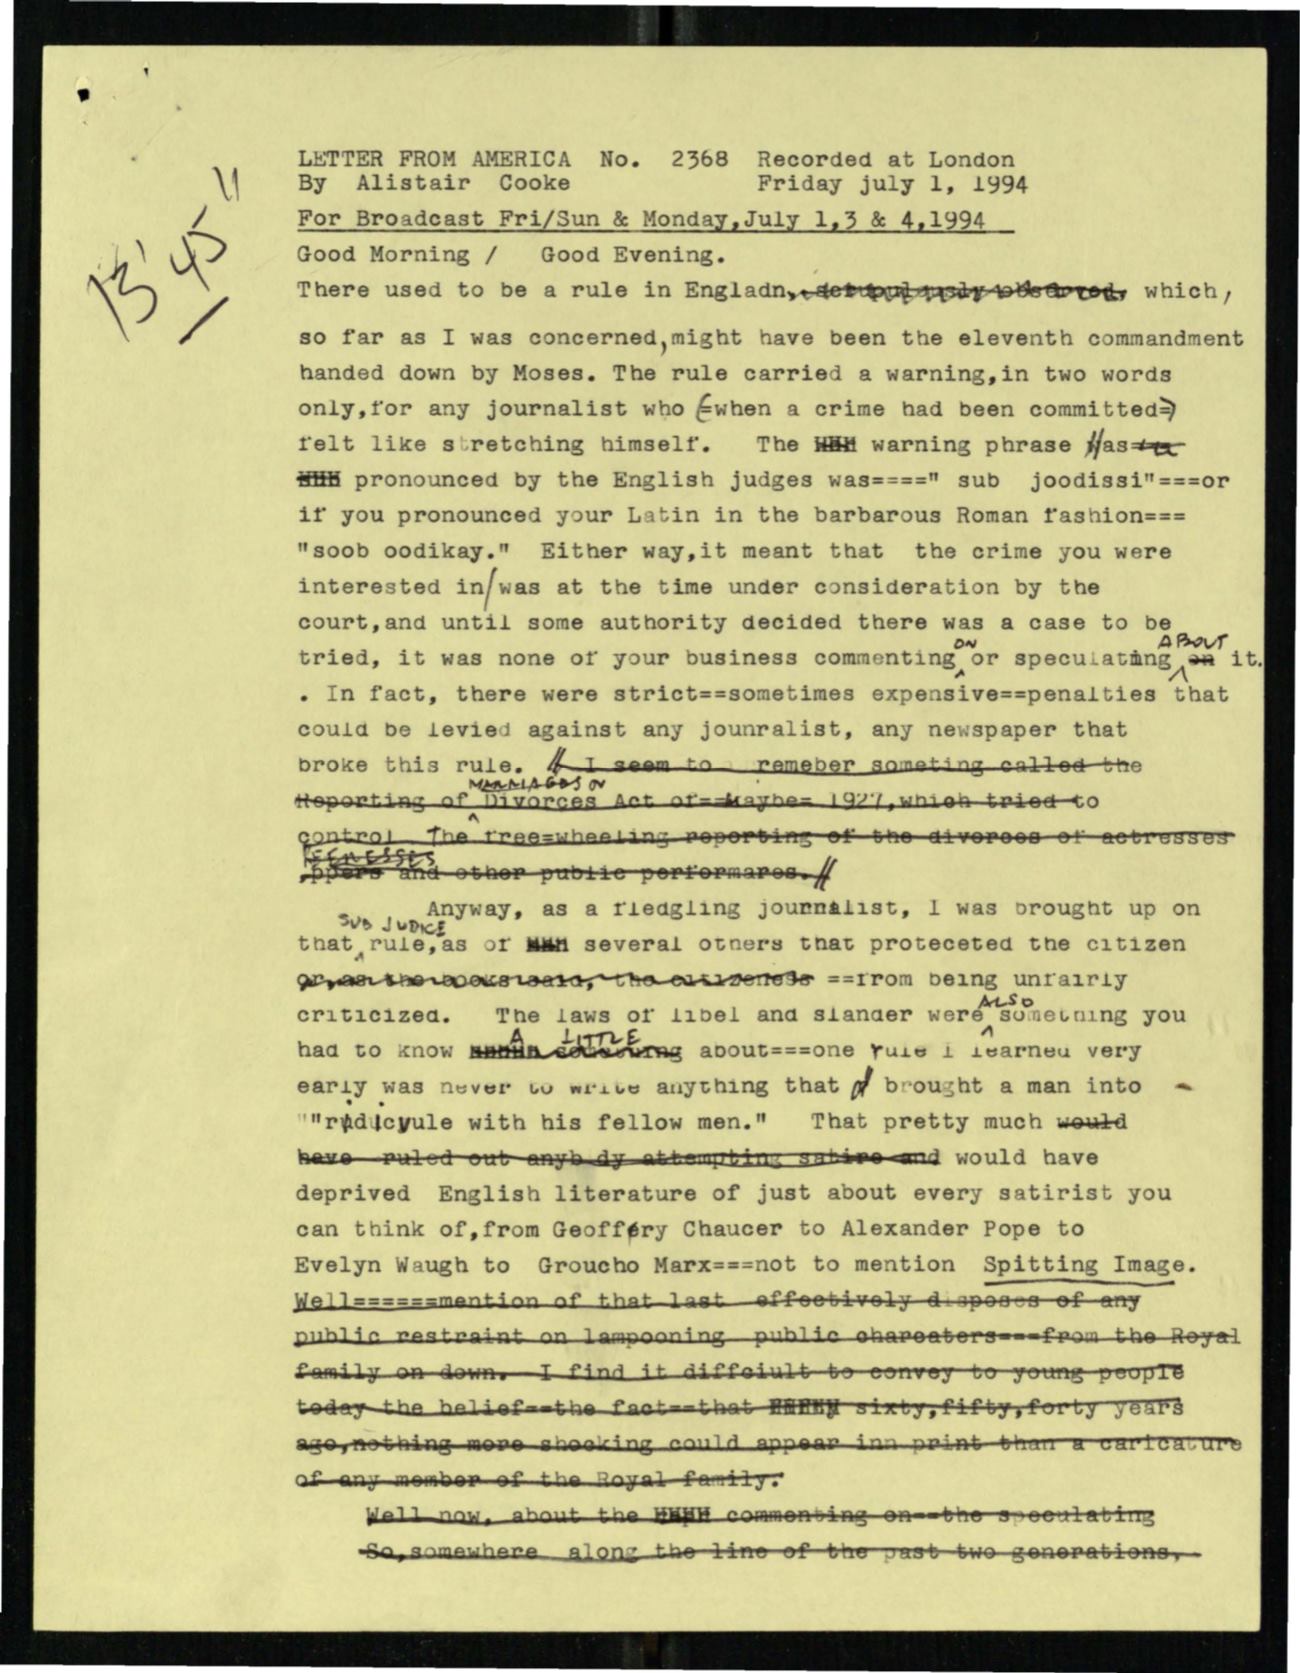 13' 45"
LETTER FROM AMERICA No. 2368 Recorded at London
By Alistair Cooke Friday july 1, 1994
For Broadcast Fri/Sun & Monday,July 1,3 & 4,1994
Good Morning / Good Evening.
There used to be a rule in Engladn, scrupulously observed, which,
so far as I was concerned,might have been the eleventh commandment
handed down by Moses. The rule carried a warning,in two words
only,for any journalist who (=when a crime had been committed=)
felt like stretching himself. The warning phrase as
pronounced by the English judges was====" sub joodissi"===or
if you pronounced your Latin in the barbarous Roman fashion===
"soob oodikay." Either way,it meant that the crime you were
interested in/was at the time under consideration by the
court,and until some authority decided there was a case to be
ON ABOUT
tried, it was none of your business commenting or speculating on it.
. In fact, there were strict==sometimes expensive==penalties that
could be levied against any jounralist, any newspaper that
broke this rule. // I seem to remeber someting called the
MARRIAGES OR
Reporting of Divorces Act of==Maybe= 1927,which tried to
control The free=wheeling reporting of the divorces of actresses
PEERESSES
and other public performares.//
Anyway, as a fledgling journalist, I was brought up on
SUB JUDICE
that rule,as of several others that proteceted the citizen
or,as the books said, the citizeness ==from being unfairly
ALSO
criticized. The laws of libel and slander were something you
A LITTLE
had to know something about===one rule I learned very
early was never to write anything that brought a man into
""ridicule with his fellow men." That pretty much would
have ruled out anyb dy attempting satire and would have
deprived English literature of just about every satirist you
can think of,from Geoffery Chaucer to Alexander Pope to
Evelyn Waugh to Groucho Marx===not to mention Spitting Image.
Well======mention of that last effectively disposes of any
public restraint on lampooning public chareaters===from the Royal
family on down. I find it diffciult to convey to young people
today the belief==the fact==that sixty,fifty,forty years
ago,nothing more shocking could appear inn print than a caricature
of any member of the Royal family.
Well now, about the commenting on==the speculating
So,somewhere along the line of the past two generations,